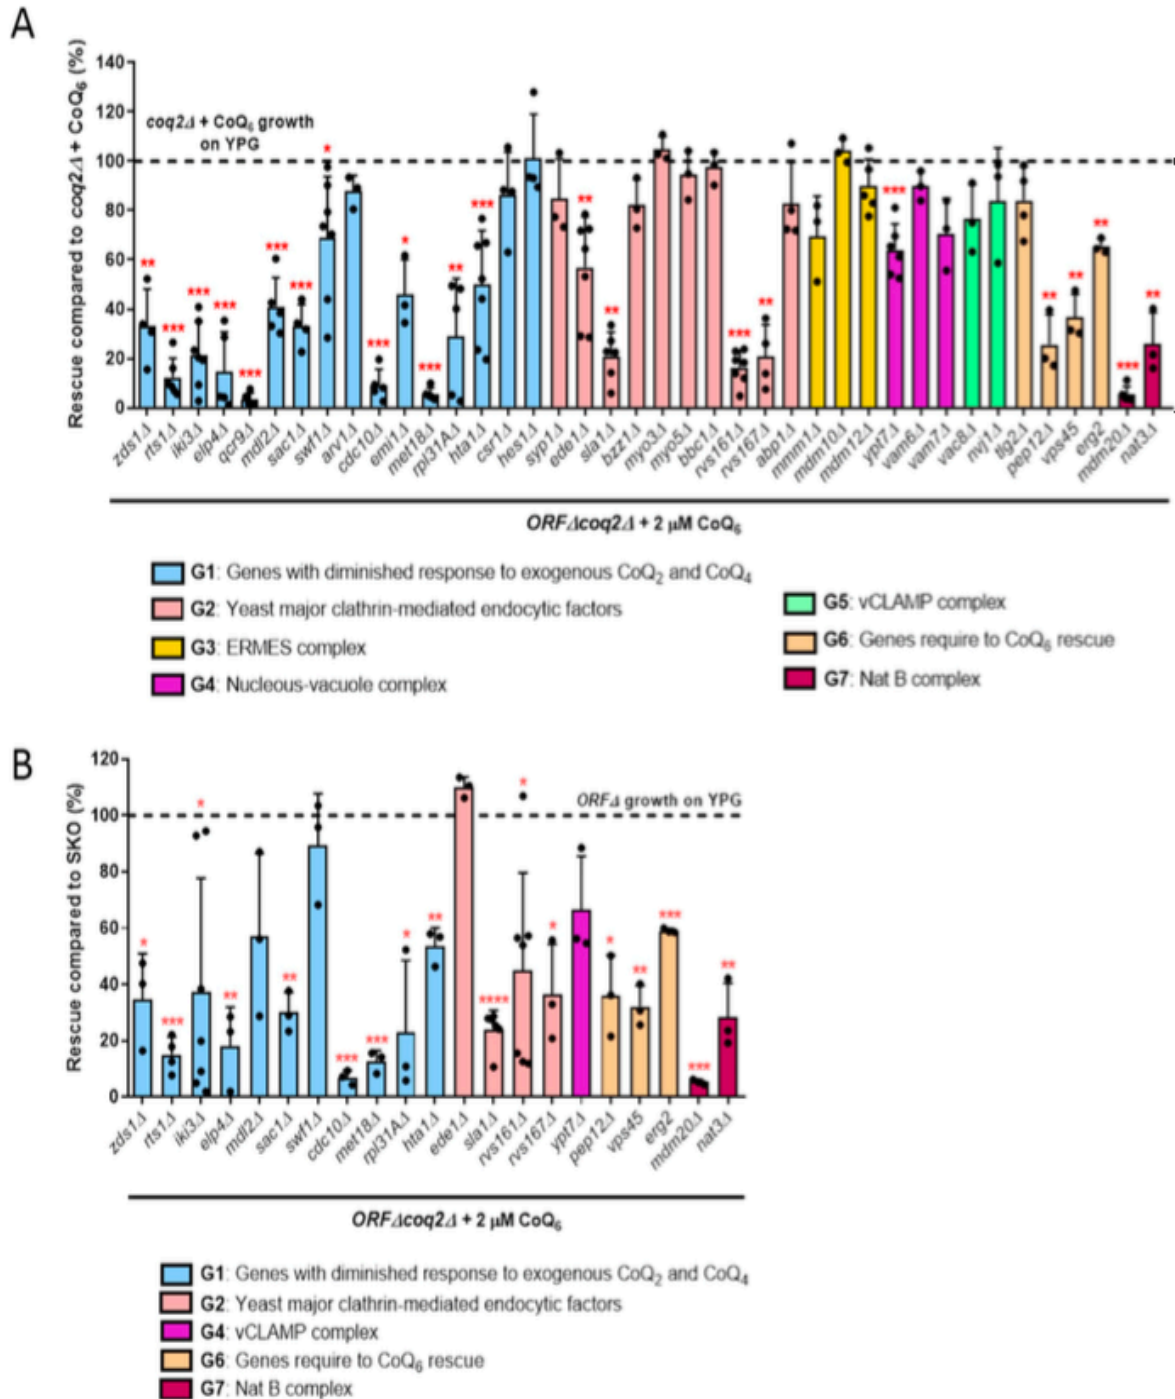 A
Rescue compared to coq2Δ + CoQ₆ (%)
140
120
100
80
60
40
20
0
coq2Δ + CoQ₆ growth
on YPG
** *** *** *** *** *** *** * *** * *** ** *** ** ** *** ** *** ** ** ** *** **
zds1Δ rts1Δ iki3Δ elp4Δ qcr9Δ mdl2Δ sac1Δ swf1Δ arv1Δ cdc10Δ emi1Δ met18Δ rpl31AΔ hta1Δ csr1Δ hes1Δ syp1Δ ede1Δ sla1Δ bzz1Δ myo3Δ myo5Δ bbc1Δ rvs161Δ rvs167Δ abp1Δ mmm1Δ mdm10Δ mdm12Δ ypt7Δ vam6Δ vam7Δ vac8Δ nvj1Δ tlg2Δ pep12Δ vps45 erg2 mdm20Δ nat3Δ
ORFΔcoq2Δ + 2 μM CoQ₆
G1: Genes with diminished response to exogenous CoQ₂ and CoQ₄
G2: Yeast major clathrin-mediated endocytic factors
G3: ERMES complex
G4: Nucleous-vacuole complex
G5: vCLAMP complex
G6: Genes require to CoQ₆ rescue
G7: Nat B complex
B
Rescue compared to SKO (%)
120
100
80
60
40
20
0
ORFΔ growth on YPG
* *** * ** ** *** *** * ** **** * * * ** *** *** **
zds1Δ rts1Δ iki3Δ elp4Δ mdl2Δ sac1Δ swf1Δ cdc10Δ met18Δ rpl31AΔ hta1Δ ede1Δ sla1Δ rvs161Δ rvs167Δ ypt7Δ pep12Δ vps45 erg2 mdm20Δ nat3Δ
ORFΔcoq2Δ + 2 μM CoQ₆
G1: Genes with diminished response to exogenous CoQ₂ and CoQ₄
G2: Yeast major clathrin-mediated endocytic factors
G4: vCLAMP complex
G6: Genes require to CoQ₆ rescue
G7: Nat B complex